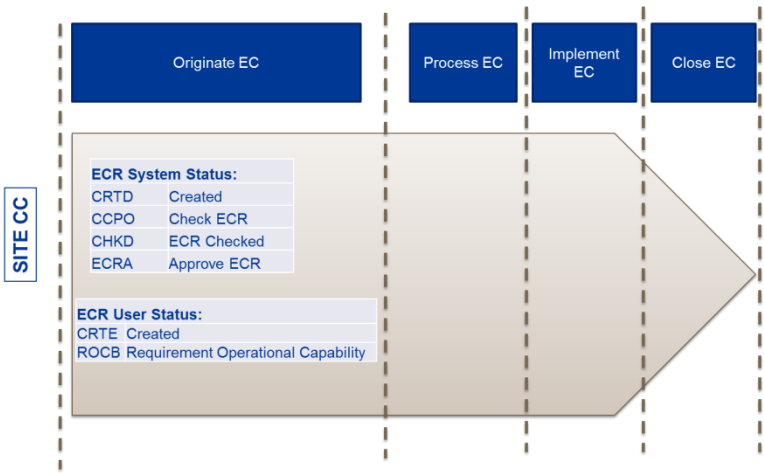 Originate EC
Process EC
Implement
EC
Close EC
SITE CC
ECR System Status:
CRTD Created
CCPO Check ECR
CHKD ECR Checked
ECRA Approve ECR
ECR User Status:
CRTE Created
ROCB Requirement Operational Capability